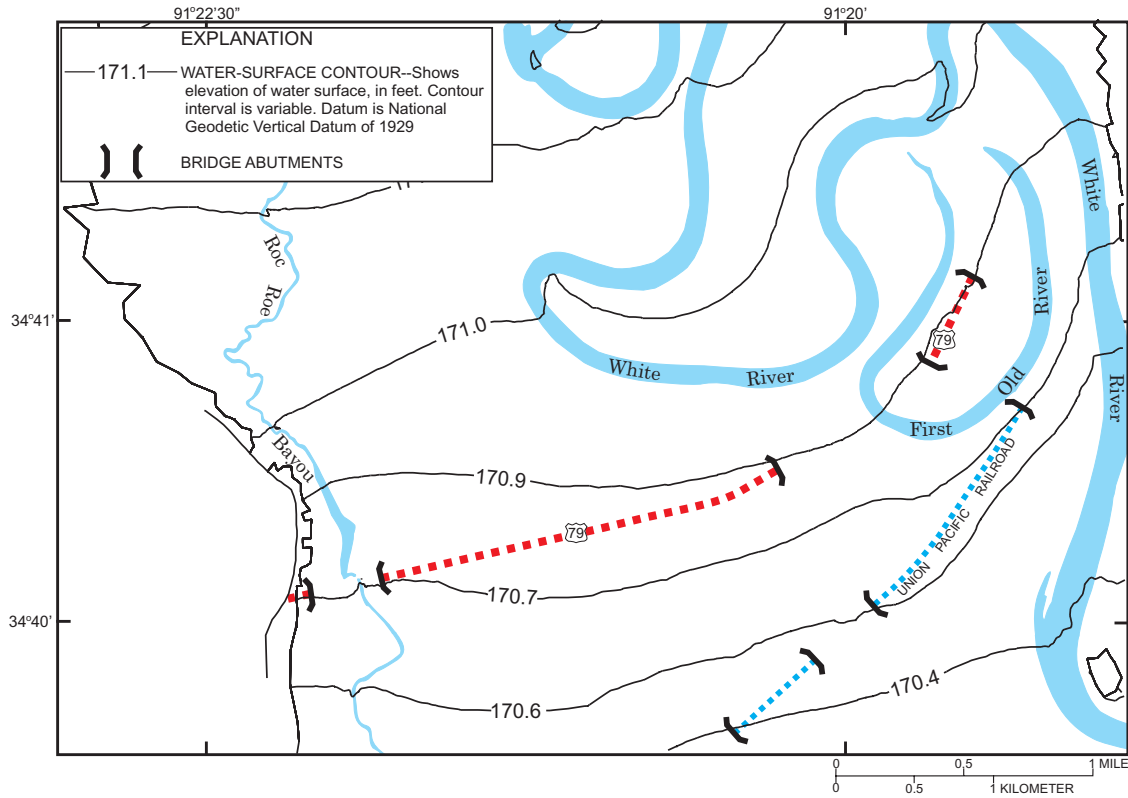 91°22'30” 91°20'
EXPLANATION
171.1 WATER-SURFACE CONTOUR--Shows
elevation of water surface, in feet. Contour
interval is variable. Datum is National
Geodetic Vertical Datum of 1929
BRIDGE ABUTMENTS
White
Roc
Roe
River
34°41'
171.0
79
White River
Old
River
First
Bayou
170.9
UNION PACIFIC RAILROAD
79
170.7
34°40'
170.4
170.6
0 0.5 1 MILE
0 0.5 1 KILOMETER